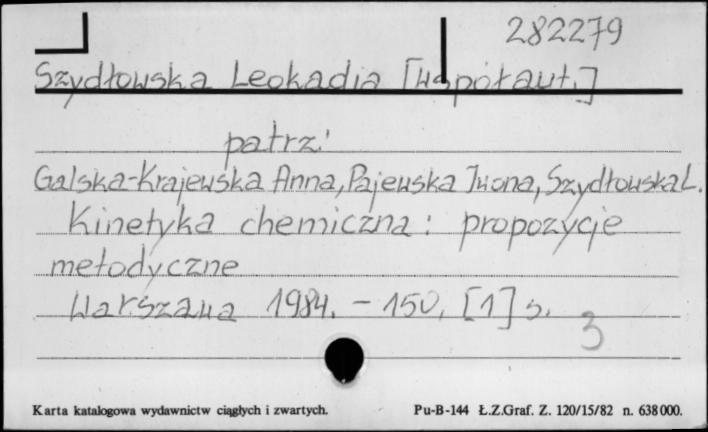 282279
Szydłowska Leokadia [współaut.]
patrz:
Galska-Krajewska Anna, Pajewska Iwona, Szydłowska L.
Kinetyka chemiczna : propozycje
metodyczne
Warszawa 1984. - 150, [1] s.
3
Karta katalogowa wydawnictw ciągłych i zwartych. Pu-B-144 Ł.Z.Graf. Z. 120/15/82 n. 638000.